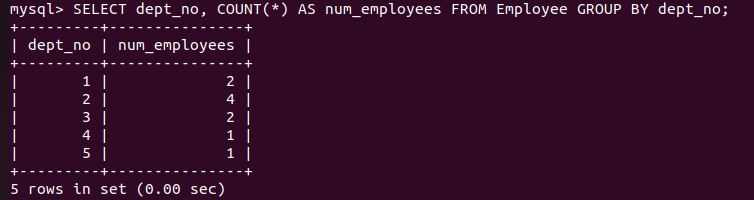 mysql> SELECT dept_no, COUNT(*) AS num_employees FROM Employee GROUP BY dept_no;
+---------+---------------+
| dept_no | num_employees |
+---------+---------------+
|       1 |             2 |
|       2 |             4 |
|       3 |             2 |
|       4 |             1 |
|       5 |             1 |
+---------+---------------+
5 rows in set (0.00 sec)